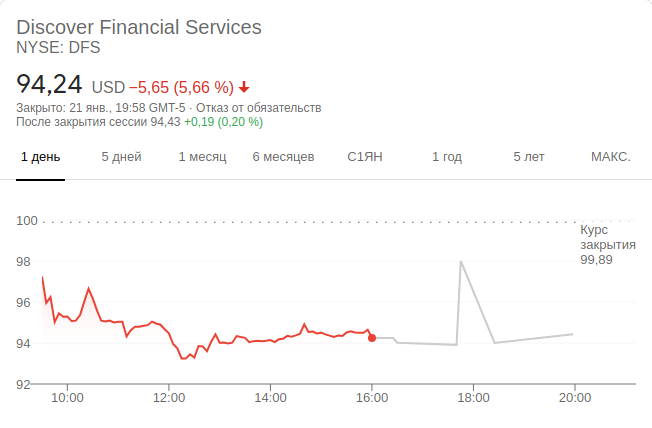 Discover Financial Services
NYSE: DFS
94,24 USD −5,65 (5,66 %)
Закрыто: 21 янв., 19:58 GMT-5 · Отказ от обязательств
После закрытия сессии 94,43 +0,19 (0,20 %)
1 день 5 дней 1 месяц 6 месяцев С1ЯН 1 год 5 лет МАКС.
100
Курс
закрытия
99,89
98
96
94
92
10:00 12:00 14:00 16:00 18:00 20:00